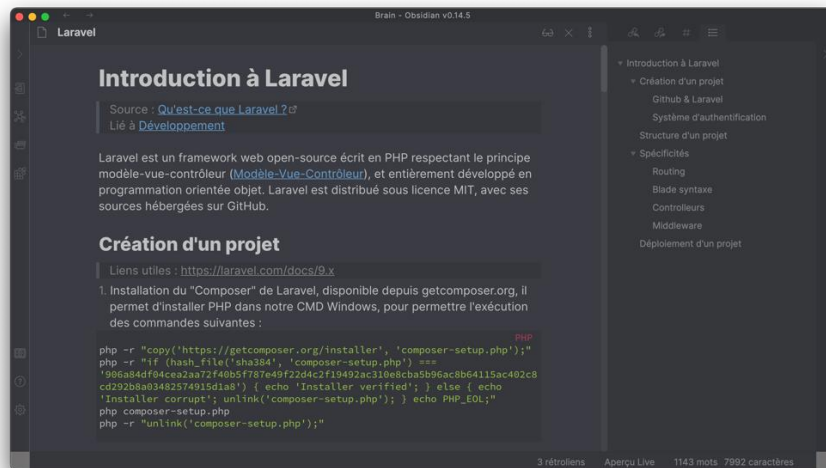 Brain - Obsidian v0.14.5
Laravel
Introduction à Laravel
Source : Qu'est-ce que Laravel ?
Lié à Développement
Laravel est un framework web open-source écrit en PHP respectant le principe
modèle-vue-contrôleur (Modèle-Vue-Contrôleur), et entièrement développé en
programmation orientée objet. Laravel est distribué sous licence MIT, avec ses
sources hébergées sur GitHub.
Création d'un projet
Liens utiles : https://laravel.com/docs/9.x
1. Installation du "Composer" de Laravel, disponible depuis getcomposer.org, il
permet d'installer PHP dans notre CMD Windows, pour permettre l'exécution
des commandes suivantes :
PHP
php -r "copy('https://getcomposer.org/installer', 'composer-setup.php');"
php -r "if (hash_file('sha384', 'composer-setup.php') ===
'906a84df04cea2aa72f40b5f787e49f22d4c2f19492ac310e8cba5b96ac8b64115ac402c8
cd292b8a03482574915d1a8') { echo 'Installer verified'; } else { echo
'Installer corrupt'; unlink('composer-setup.php'); } echo PHP_EOL;"
php composer-setup.php
php -r "unlink('composer-setup.php');"
Introduction à Laravel
Création d'un projet
Github & Laravel
Système d'authentification
Structure d'un projet
Spécificités
Routing
Blade syntaxe
Controlleurs
Middleware
Déploiement d'un projet
3 rétroliens Aperçu Live 1143 mots 7992 caractères